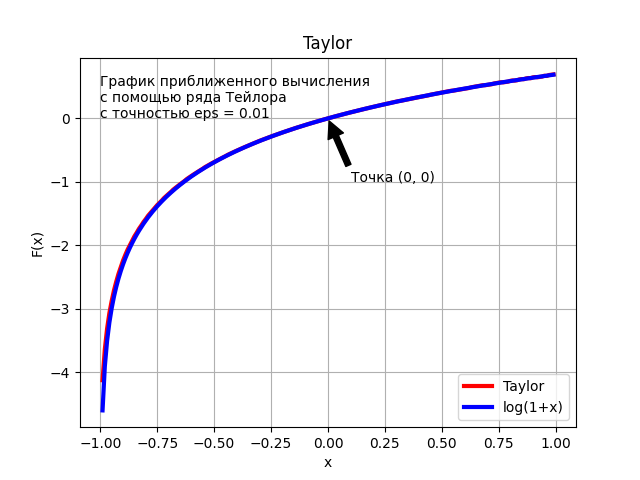 Taylor
График приближенного вычисления
с помощью ряда Тейлора
с точностью eps = 0.01
Точка (0, 0)
F(x)
0
−1
−2
−3
−4
−1.00 −0.75 −0.50 −0.25 0.00 0.25 0.50 0.75 1.00
x
Taylor
log(1+x)